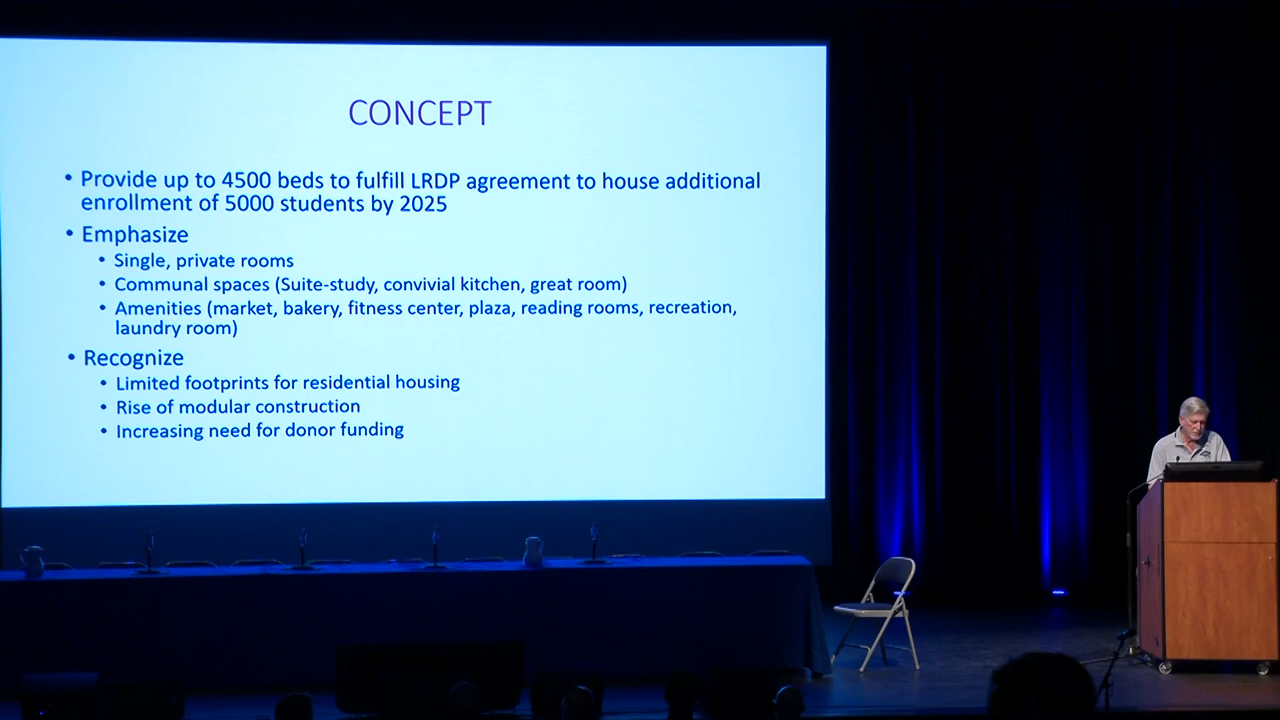 CONCEPT
• Provide up to 4500 beds to fulfill LRDP agreement to house additional
enrollment of 5000 students by 2025
• Emphasize
• Single, private rooms
• Communal spaces (Suite-study, convivial kitchen, great room)
• Amenities (market, bakery, fitness center, plaza, reading rooms, recreation,
laundry room)
• Recognize
• Limited footprints for residential housing
• Rise of modular construction
• Increasing need for donor funding